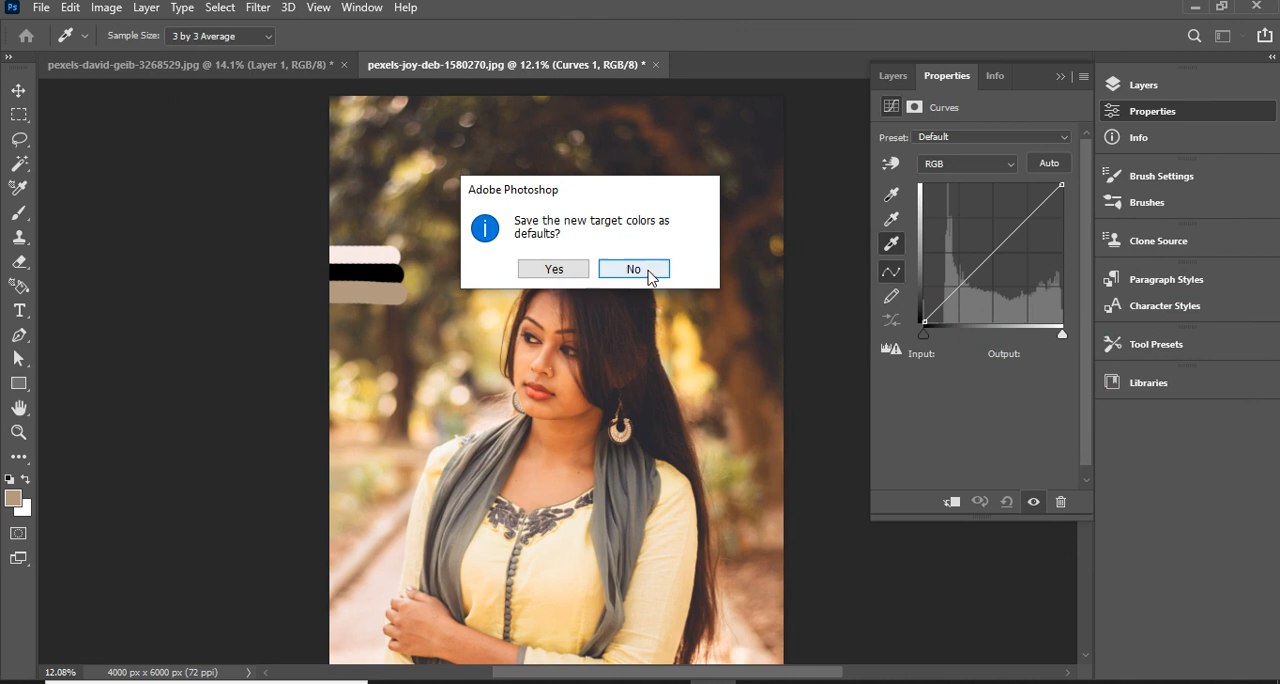 Ps File Edit Image Layer Type Select Filter 3D View Window Help
Sample Size: 3 by 3 Average
pexels-david-geib-3268529.jpg @ 14.1% (Layer 1, RGB/8) * ×
pexels-joy-deb-1580270.jpg @ 12.1% (Curves 1, RGB/8) * ×
Adobe Photoshop
Save the new target colors as
defaults?
Yes No
Layers Properties Info
Curves
Preset: Default
RGB Auto
Input: Output:
Layers
Properties
Info
Brush Settings
Brushes
Clone Source
Paragraph Styles
Character Styles
Tool Presets
Libraries
12.08% 4000 px x 6000 px (72 ppi)